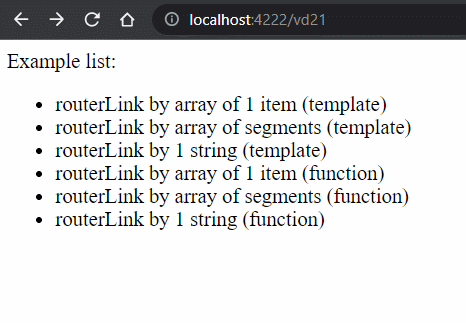 localhost:4222/vd21
Example list:
routerLink by array of 1 item (template)
routerLink by array of segments (template)
routerLink by 1 string (template)
routerLink by array of 1 item (function)
routerLink by array of segments (function)
routerLink by 1 string (function)